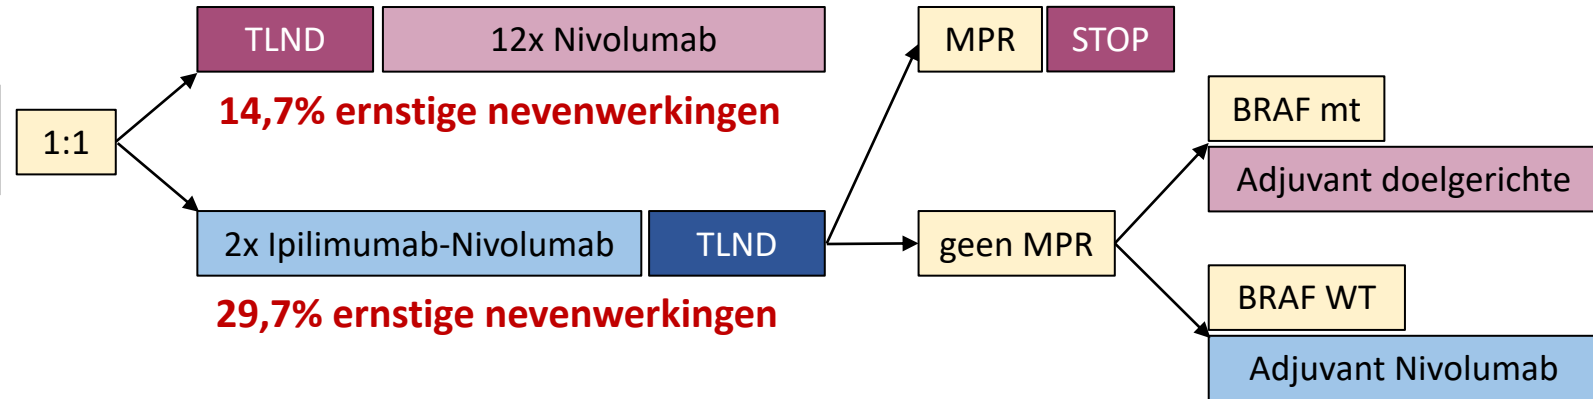 TLND
12x Nivolumab
MPR
STOP
14,7% ernstige nevenwerkingen
1:1
BRAF mt
Adjuvant doelgerichte
2x Ipilimumab-Nivolumab
TLND
geen MPR
29,7% ernstige nevenwerkingen
BRAF WT
Adjuvant Nivolumab